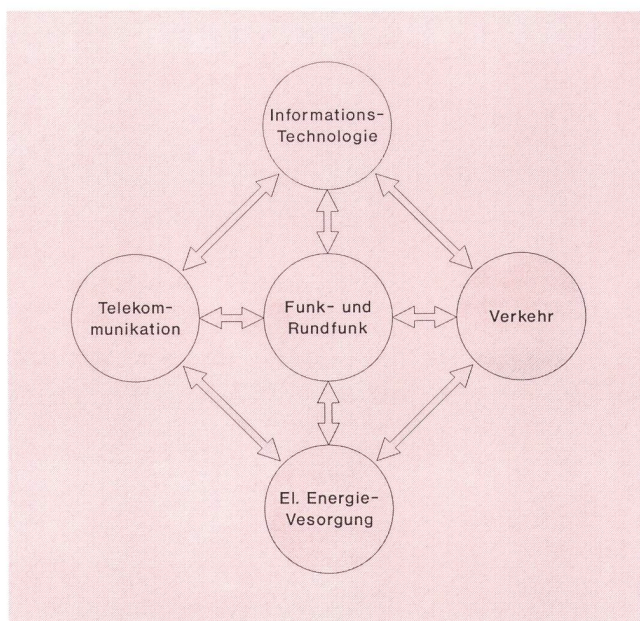 Informations-
Technologie
Telekom-
munikation
Funk- und
Rundfunk
Verkehr
El. Energie-
Vesorgung